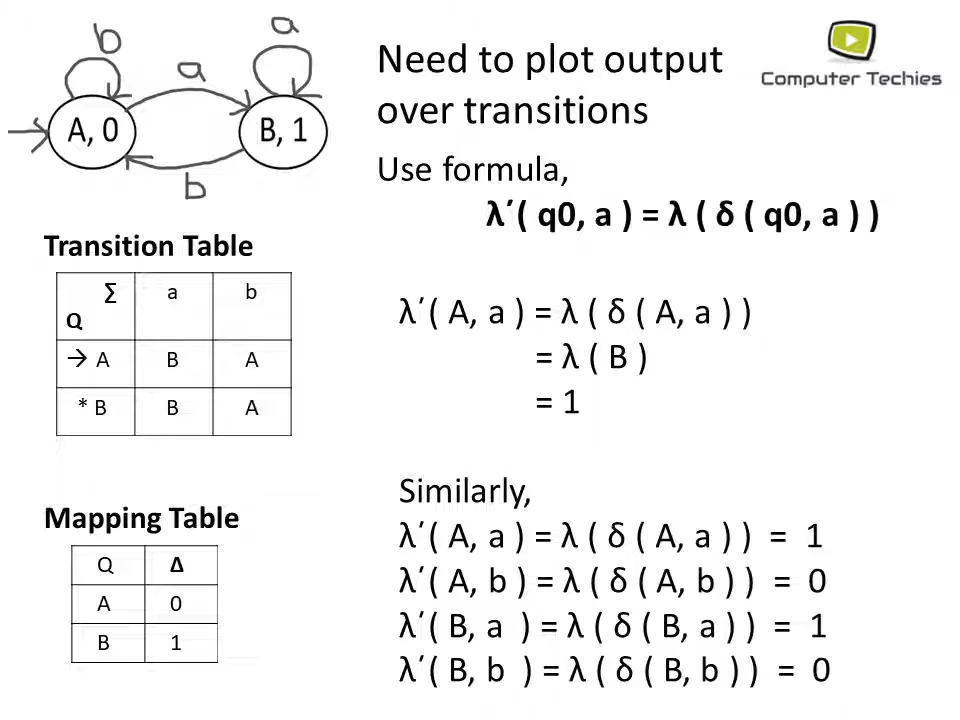 b
a
a
A, 0
B, 1
b
Need to plot output
over transitions
Computer Techies
Use formula,
λ′( q0, a ) = λ ( δ ( q0, a ) )
Transition Table
Σ a b
Q
→ A B A
* B B A
λ′( A, a ) = λ ( δ ( A, a ) )
= λ ( B )
= 1
Mapping Table
Q Δ
A 0
B 1
Similarly,
λ′( A, a ) = λ ( δ ( A, a ) ) = 1
λ′( A, b ) = λ ( δ ( A, b ) ) = 0
λ′( B, a ) = λ ( δ ( B, a ) ) = 1
λ′( B, b ) = λ ( δ ( B, b ) ) = 0